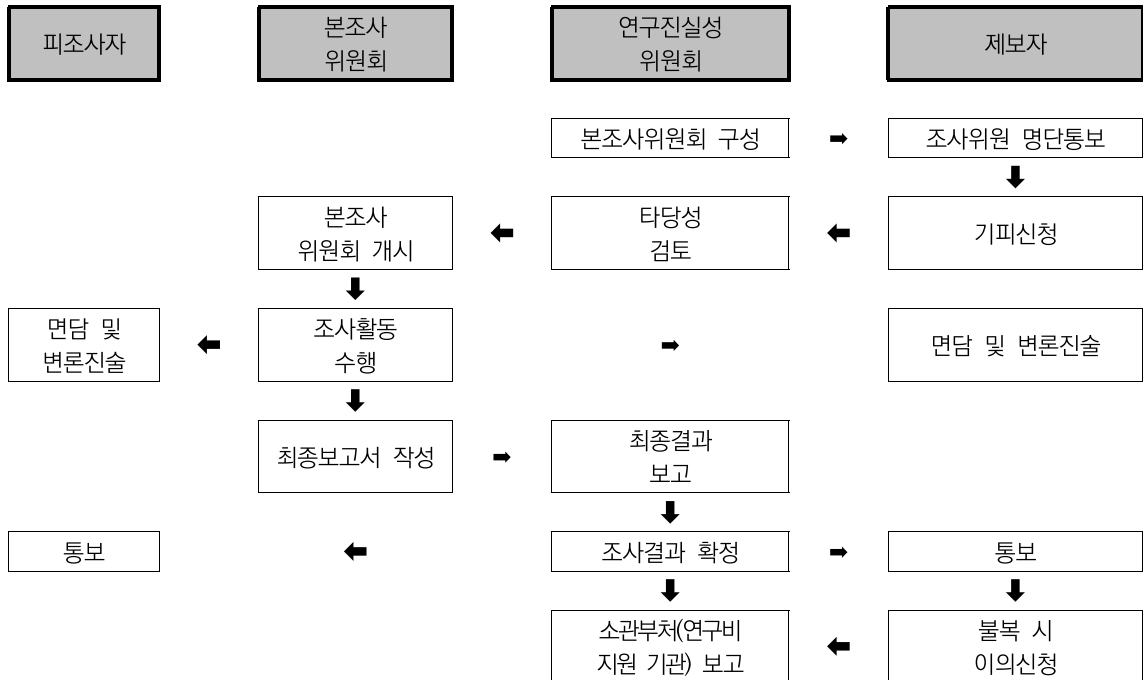 피조사자
본조사
위원회
연구진실성
위원회
제보자
본조사위원회 구성
조사위원 명단통보
본조사
위원회 개시
타당성
검토
기피신청
면담 및
변론진술
조사활동
수행
면담 및 변론진술
최종보고서 작성
최종결과
보고
통보
조사결과 확정
통보
소관부처(연구비
지원 기관) 보고
불복 시
이의신청